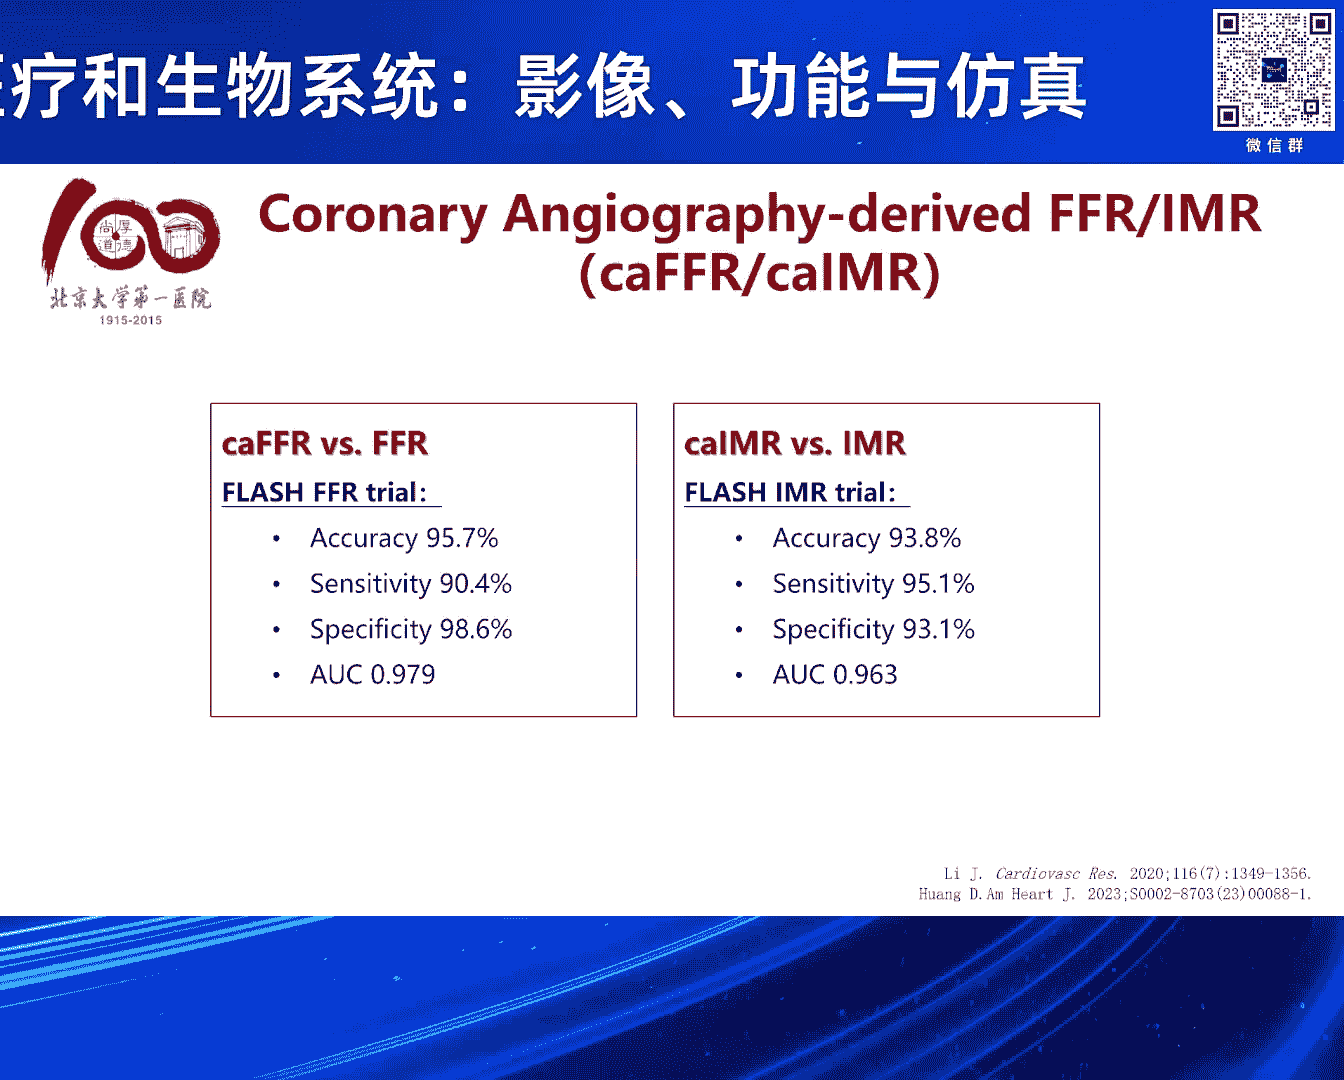 疗和生物系统：影像、功能与仿真
微信群
尚厚
道德
北京大学第一医院
1915-2015
Coronary Angiography-derived FFR/IMR
(caFFR/caIMR)
caFFR vs. FFR
FLASH FFR trial：
• Accuracy 95.7%
• Sensitivity 90.4%
• Specificity 98.6%
• AUC 0.979
caIMR vs. IMR
FLASH IMR trial：
• Accuracy 93.8%
• Sensitivity 95.1%
• Specificity 93.1%
• AUC 0.963
Li J. Cardiovasc Res. 2020;116(7):1349-1356.
Huang D.Am Heart J. 2023;S0002-8703(23)00088-1.